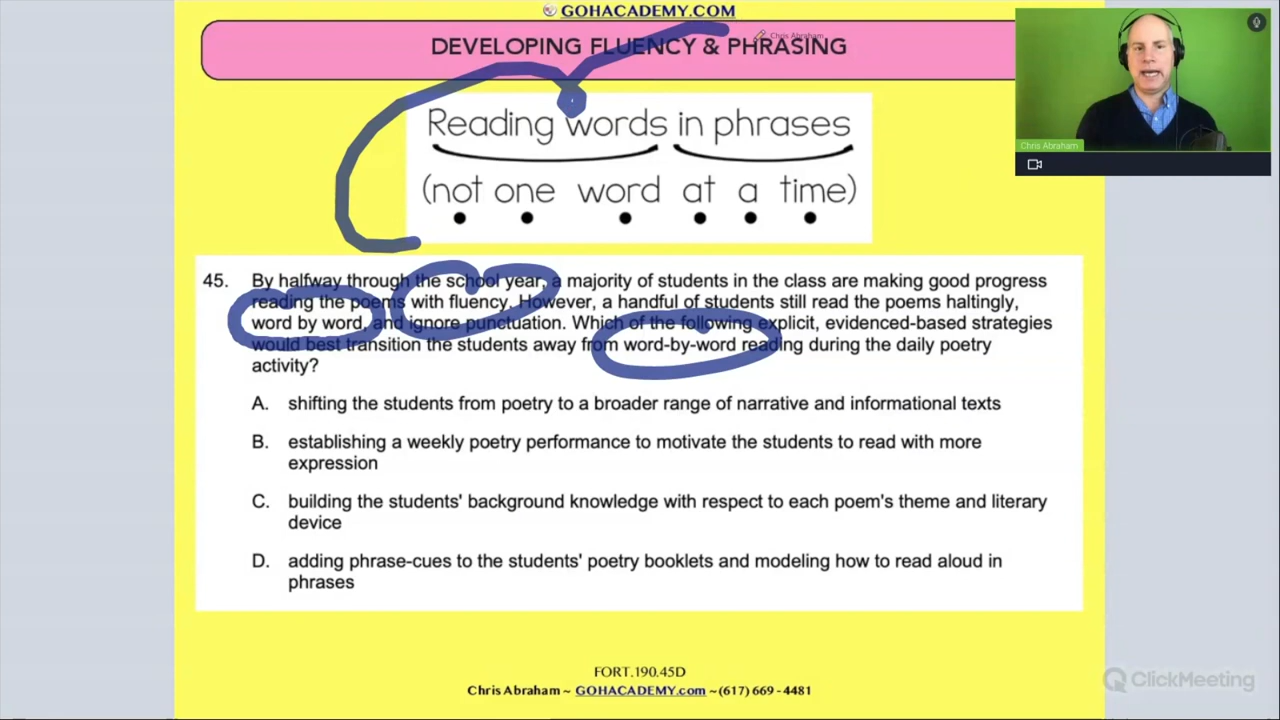 GOHACADEMY.COM
DEVELOPING FLUENCY & PHRASING
Chris Abraham
Chris Abraham
Reading words in phrases
(not one word at a time)
45. By halfway through the school year, a majority of students in the class are making good progress
reading the poems with fluency. However, a handful of students still read the poems haltingly,
word by word, and ignore punctuation. Which of the following explicit, evidenced-based strategies
would best transition the students away from word-by-word reading during the daily poetry
activity?
A. shifting the students from poetry to a broader range of narrative and informational texts
B. establishing a weekly poetry performance to motivate the students to read with more
expression
C. building the students' background knowledge with respect to each poem's theme and literary
device
D. adding phrase-cues to the students' poetry booklets and modeling how to read aloud in
phrases
FORT.190.45D
Chris Abraham ~ GOHACADEMY.com ~(617) 669 - 4481
ClickMeeting